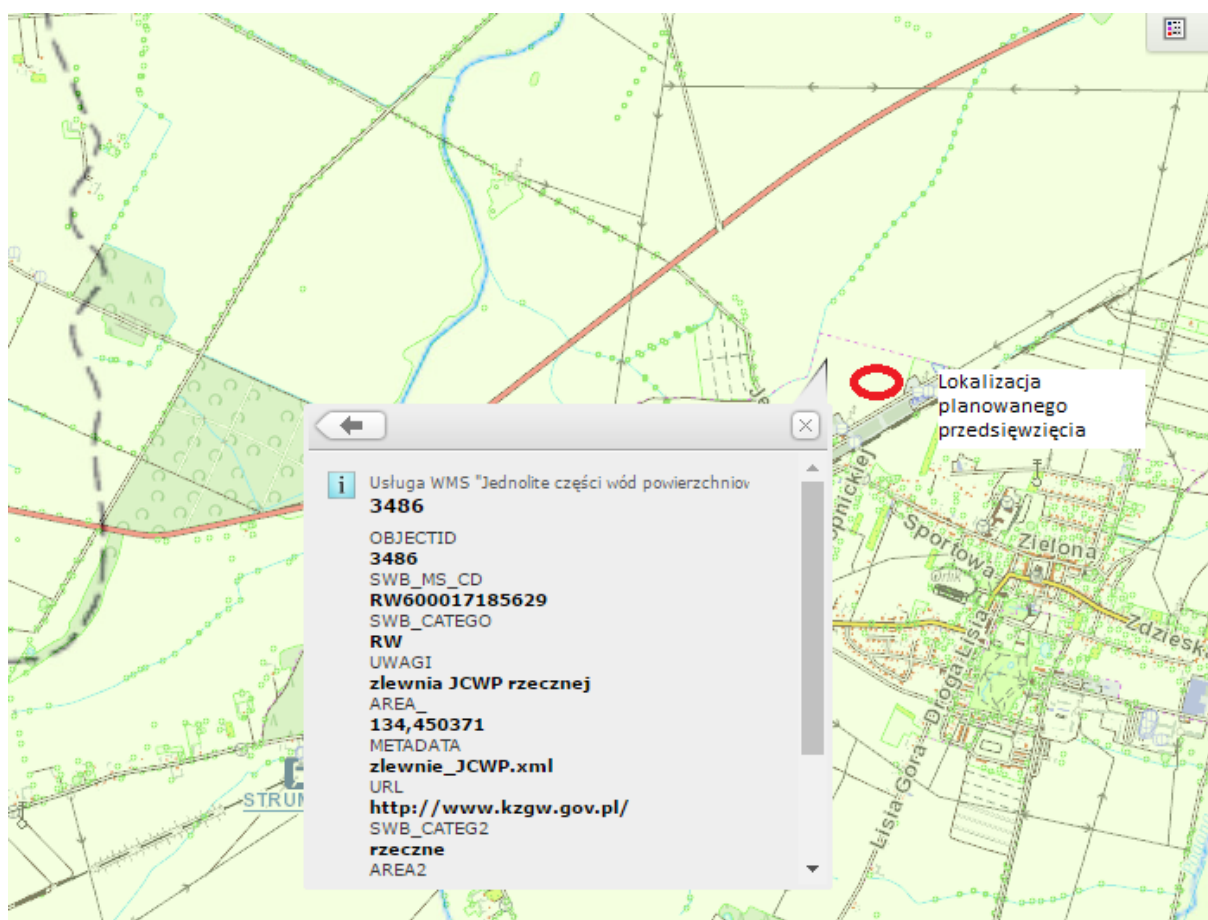 Lokalizacja
planowanego
przedsięwzięcia
Usługa WMS "Jednolite części wód powierzchniow
3486
OBJECTID
3486
SWB_MS_CD
RW600017185629
SWB_CATEGO
RW
UWAGI
zlewnia JCWP rzecznej
AREA_
134,450371
METADATA
zlewnie_JCWP.xml
URL
http://www.kzgw.gov.pl/
SWB_CATEG2
rzeczne
AREA2
Je
opnickiej
Sportowa
Zielona
Orlik
Zdziesk
Lisia Góra
Droga Lisia
STRUM